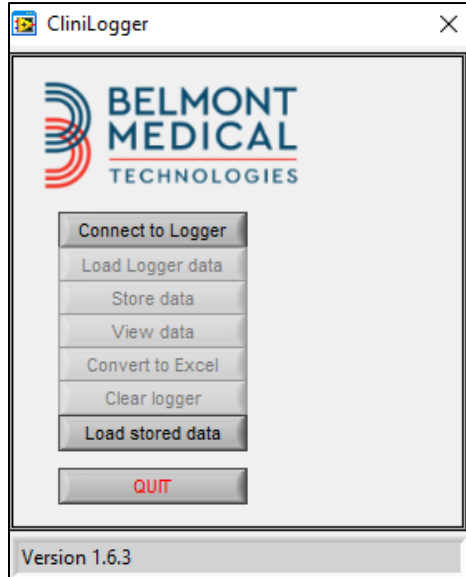 CliniLogger
BELMONT
MEDICAL
TECHNOLOGIES
Connect to Logger
Load Logger data
Store data
View data
Convert to Excel
Clear logger
Load stored data
QUIT
Version 1.6.3